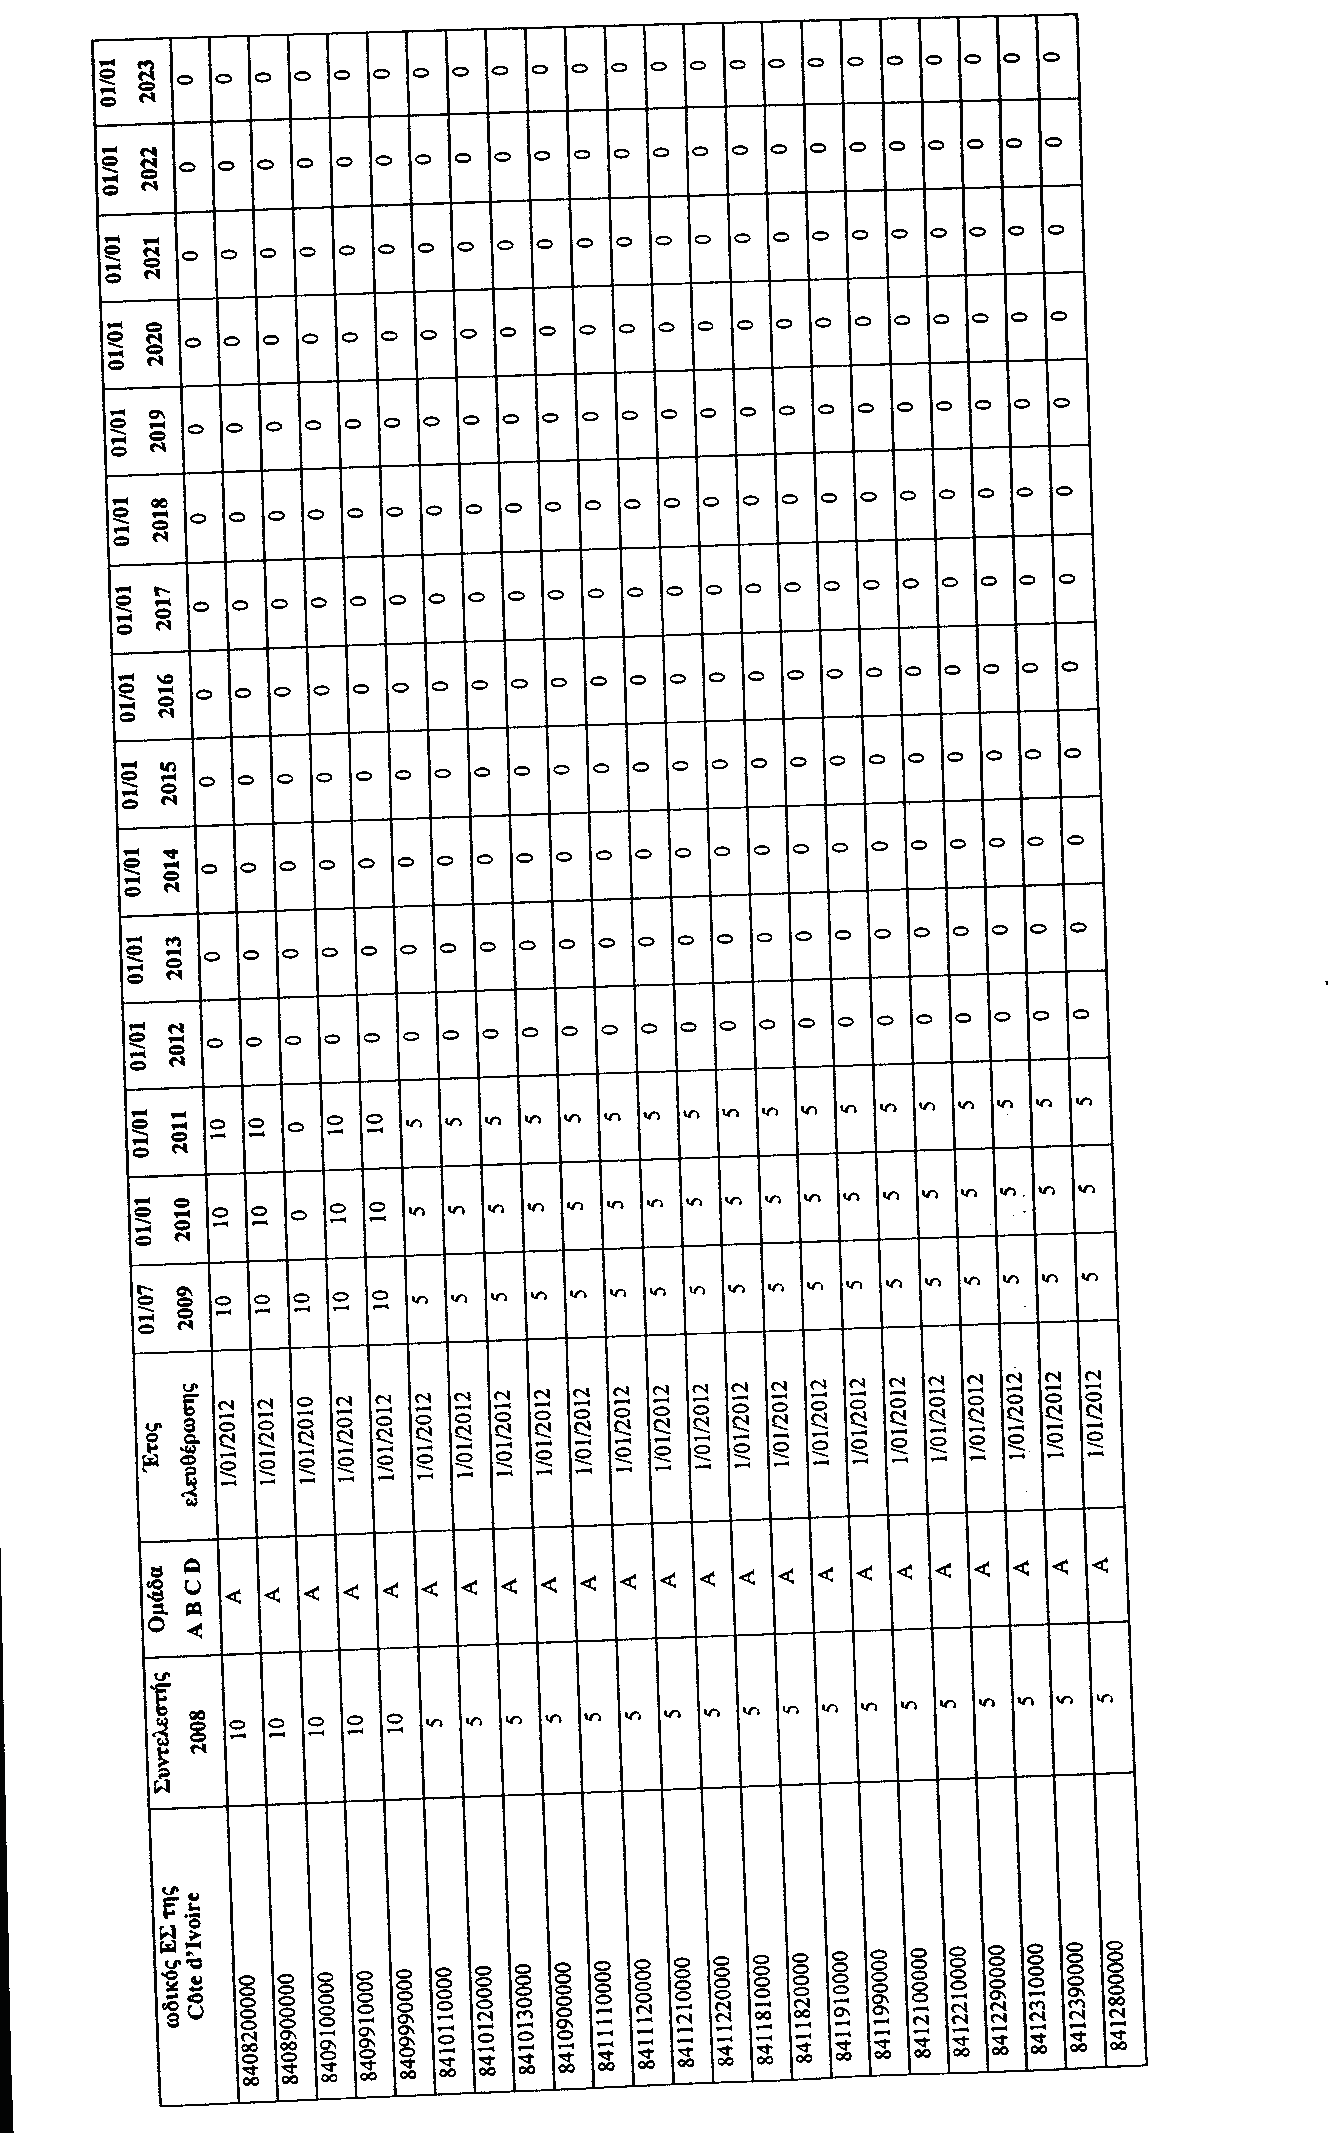 ωδικός ΕΣ της Συντελεστής Ομάδα Έτος 01/07 01/01 01/01 01/01 01/01 01/01 01/01 01/01 01/01 01/01 01/01 01/01 01/01 01/01 01/01
Côte d'Ivoire 2008 A B C D ελευθέρωσης 2009 2010 2011 2012 2013 2014 2015 2016 2017 2018 2019 2020 2021 2022 2023
8408200000 10 A 1/01/2012 10 10 10 0 0 0 0 0 0 0 0 0 0 0 0
8408900000 10 A 1/01/2012 10 10 10 0 0 0 0 0 0 0 0 0 0 0 0
8409100000 10 A 1/01/2010 10 0 0 0 0 0 0 0 0 0 0 0 0 0 0
8409910000 10 A 1/01/2012 10 10 10 0 0 0 0 0 0 0 0 0 0 0 0
8409990000 10 A 1/01/2012 10 10 10 0 0 0 0 0 0 0 0 0 0 0 0
8410110000 5 A 1/01/2012 5 5 5 0 0 0 0 0 0 0 0 0 0 0 0
8410120000 5 A 1/01/2012 5 5 5 0 0 0 0 0 0 0 0 0 0 0 0
8410130000 5 A 1/01/2012 5 5 5 0 0 0 0 0 0 0 0 0 0 0 0
8410900000 5 A 1/01/2012 5 5 5 0 0 0 0 0 0 0 0 0 0 0 0
8411110000 5 A 1/01/2012 5 5 5 0 0 0 0 0 0 0 0 0 0 0 0
8411120000 5 A 1/01/2012 5 5 5 0 0 0 0 0 0 0 0 0 0 0 0
8411210000 5 A 1/01/2012 5 5 5 0 0 0 0 0 0 0 0 0 0 0 0
8411220000 5 A 1/01/2012 5 5 5 0 0 0 0 0 0 0 0 0 0 0 0
8411810000 5 A 1/01/2012 5 5 5 0 0 0 0 0 0 0 0 0 0 0 0
8411820000 5 A 1/01/2012 5 5 5 0 0 0 0 0 0 0 0 0 0 0 0
8411910000 5 A 1/01/2012 5 5 5 0 0 0 0 0 0 0 0 0 0 0 0
8411990000 5 A 1/01/2012 5 5 5 0 0 0 0 0 0 0 0 0 0 0 0
8412100000 5 A 1/01/2012 5 5 5 0 0 0 0 0 0 0 0 0 0 0 0
8412210000 5 A 1/01/2012 5 5 5 0 0 0 0 0 0 0 0 0 0 0 0
8412290000 5 A 1/01/2012 5 5 5 0 0 0 0 0 0 0 0 0 0 0 0
8412310000 5 A 1/01/2012 5 5 5 0 0 0 0 0 0 0 0 0 0 0 0
8412390000 5 A 1/01/2012 5 5 5 0 0 0 0 0 0 0 0 0 0 0 0
8412800000 5 A 1/01/2012 5 5 5 0 0 0 0 0 0 0 0 0 0 0 0